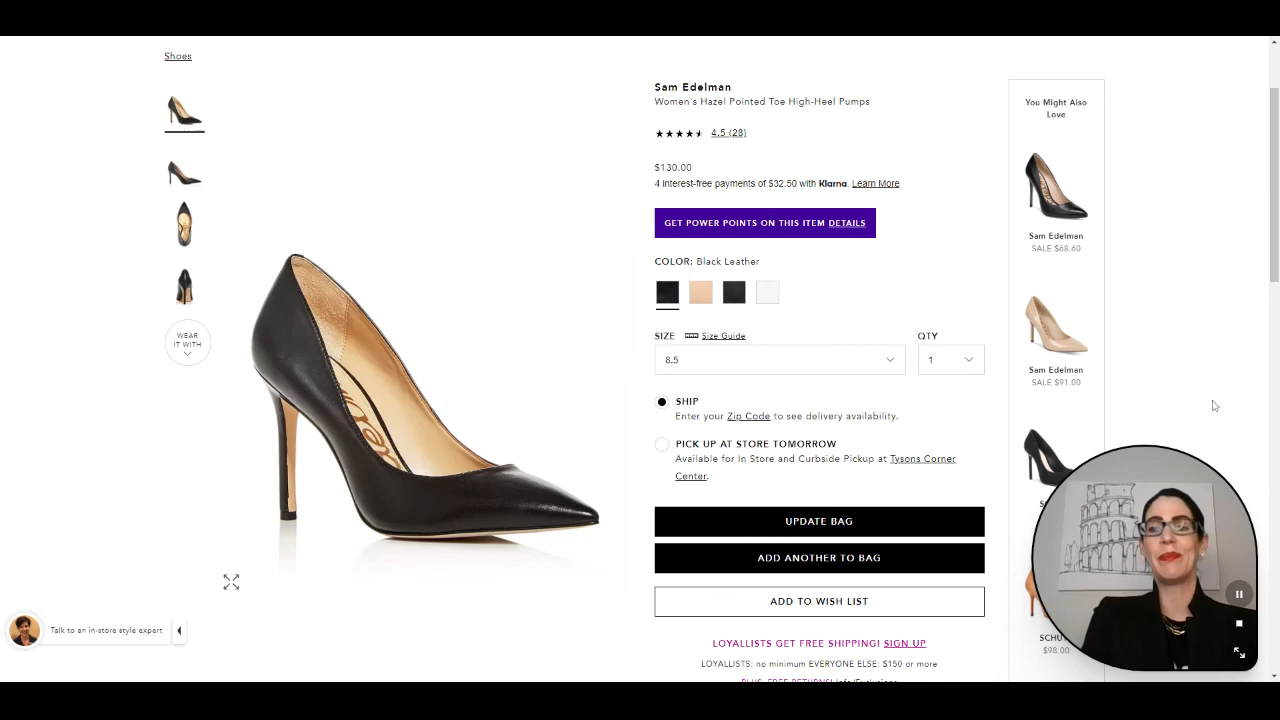 Shoes
WEAR
IT WITH
Talk to an in-store style expert
Sam Edelman
Women's Hazel Pointed Toe High-Heel Pumps
4.5 (28)
$130.00
4 interest-free payments of $32.50 with Klarna. Learn More
GET POWER POINTS ON THIS ITEM DETAILS
COLOR: Black Leather
SIZE Size Guide
QTY
8.5
1
SHIP
Enter your Zip Code to see delivery availability.
PICK UP AT STORE TOMORROW
Available for In Store and Curbside Pickup at Tysons Corner
Center.
UPDATE BAG
ADD ANOTHER TO BAG
ADD TO WISH LIST
LOYALLISTS GET FREE SHIPPING! SIGN UP
LOYALLISTS: no minimum EVERYONE ELSE: $150 or more
You Might Also
Love
Sam Edelman
SALE $68.60
Sam Edelman
SALE $91.00
$98.00